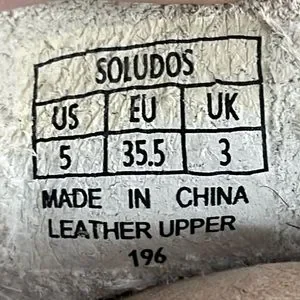 SOLUDOS
US EU UK
5 35.5 3
MADE IN CHINA
LEATHER UPPER
196